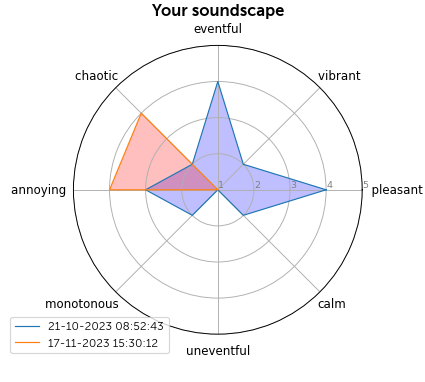 Your soundscape
eventful
chaotic
vibrant
annoying
1 2 3 4 5
pleasant
monotonous
calm
21-10-2023 08:52:43
17-11-2023 15:30:12
uneventful